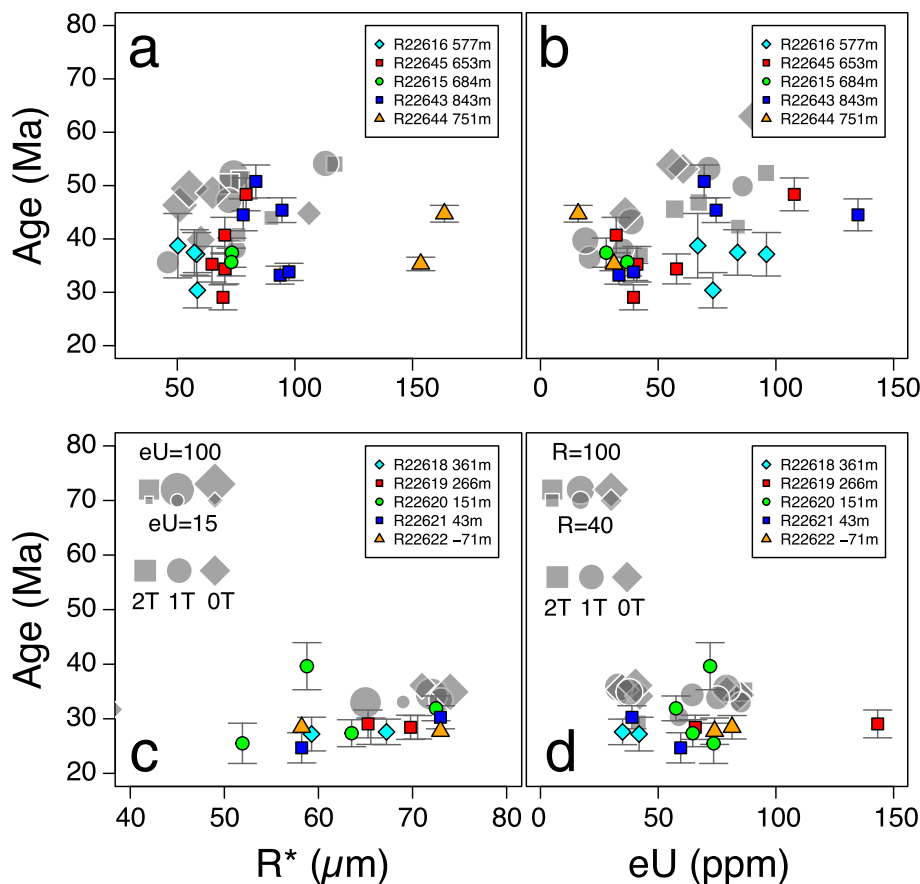 a
R22616 577m
R22645 653m
R22615 684m
R22643 843m
R22644 751m
80
70
60
50
40
30
20
Age (Ma)
50
100
150
b
R22616 577m
R22645 653m
R22615 684m
R22643 843m
R22644 751m
0
50
100
150
c
eU=100
eU=15
2T 1T 0T
R22618 361m
R22619 266m
R22620 151m
R22621 43m
R22622 −71m
80
70
60
50
40
30
20
Age (Ma)
40
50
60
70
80
R* (μm)
d
R=100
R=40
2T 1T 0T
R22618 361m
R22619 266m
R22620 151m
R22621 43m
R22622 −71m
0
50
100
150
eU (ppm)